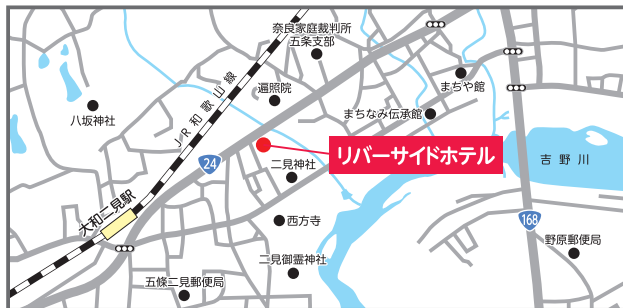 奈良家庭裁判所
五条支部
まちや館
遍照院
まちなみ伝承館
八坂神社
JR和歌山線
リバーサイドホテル
吉野川
24
二見神社
大和二見駅
西方寺
168
野原郵便局
二見御霊神社
五條二見郵便局